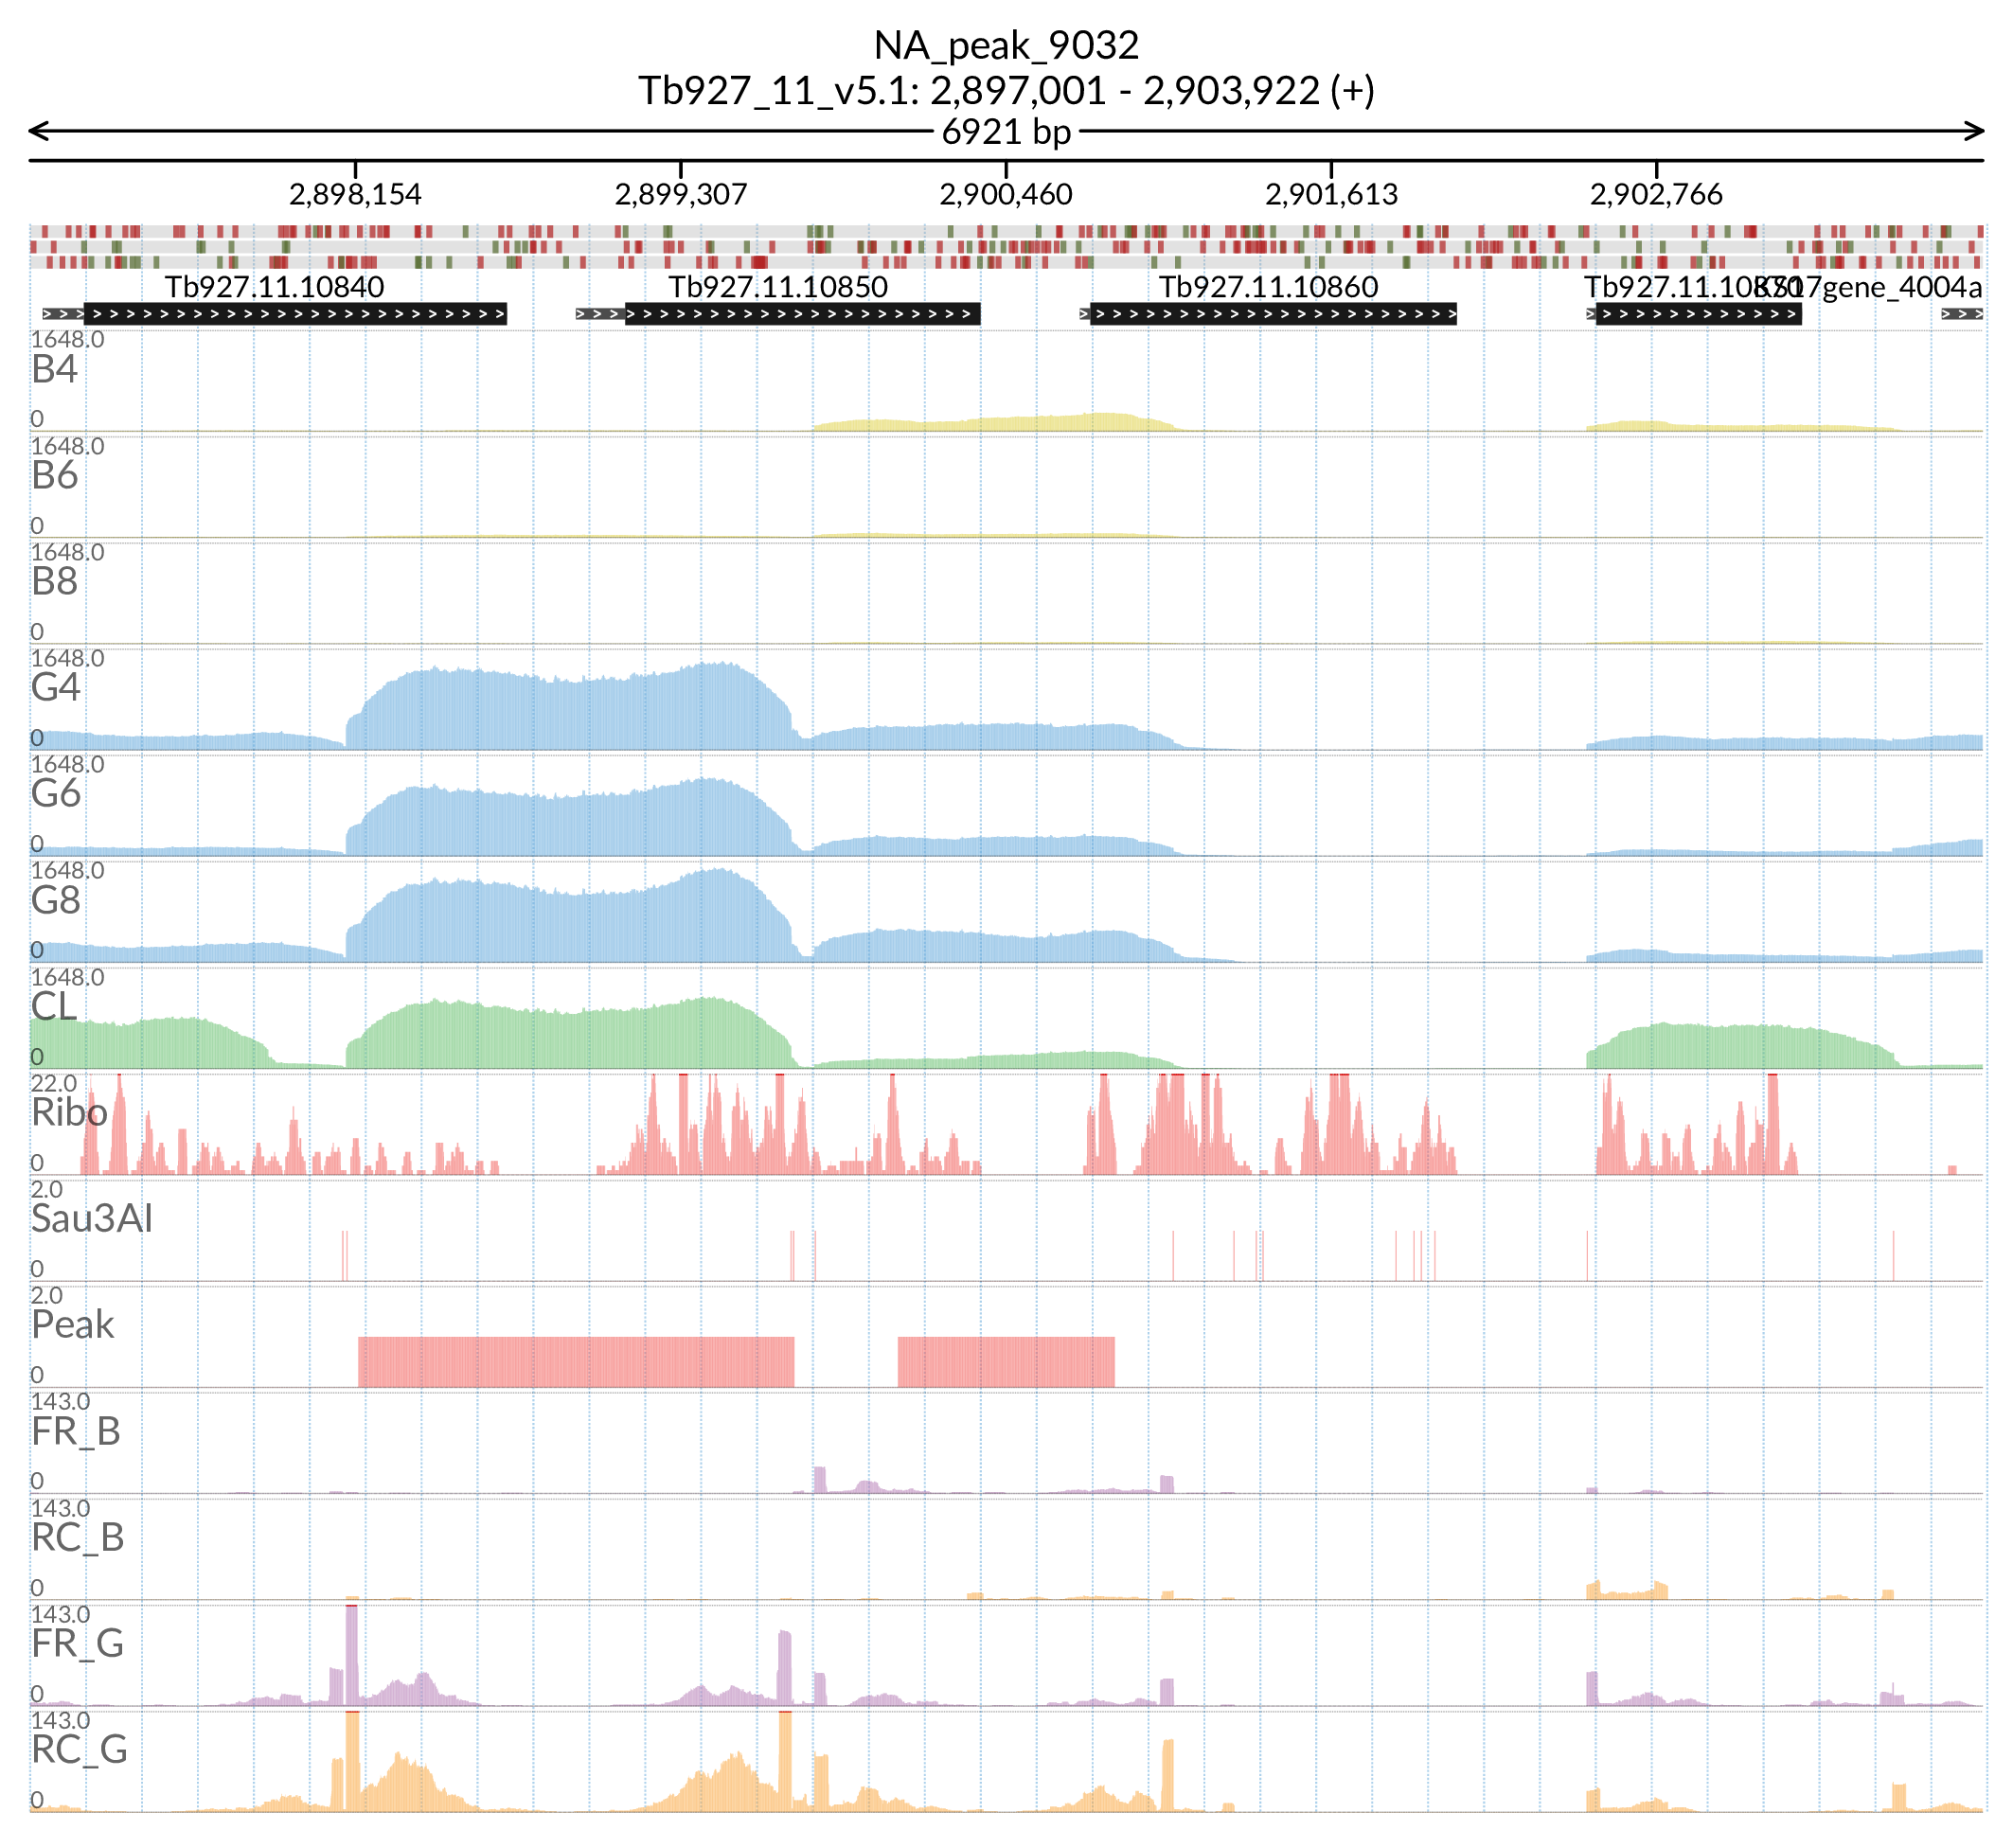 NA_peak_9032
Tb927_11_v5.1: 2,897,001 - 2,903,922 (+)
6921 bp
2,898,154 2,899,307 2,900,460 2,901,613 2,902,766
Tb927.11.10840 Tb927.11.10850 Tb927.11.10860 Tb927.11.10870 KS17gene_4004a
1648.0
B4
0
1648.0
B6
0
1648.0
B8
0
1648.0
G4
0
1648.0
G6
0
1648.0
G8
0
1648.0
CL
0
22.0
Ribo
0
2.0
Sau3AI
0
2.0
Peak
0
143.0
FR_B
0
143.0
RC_B
0
143.0
FR_G
0
143.0
RC_G
0